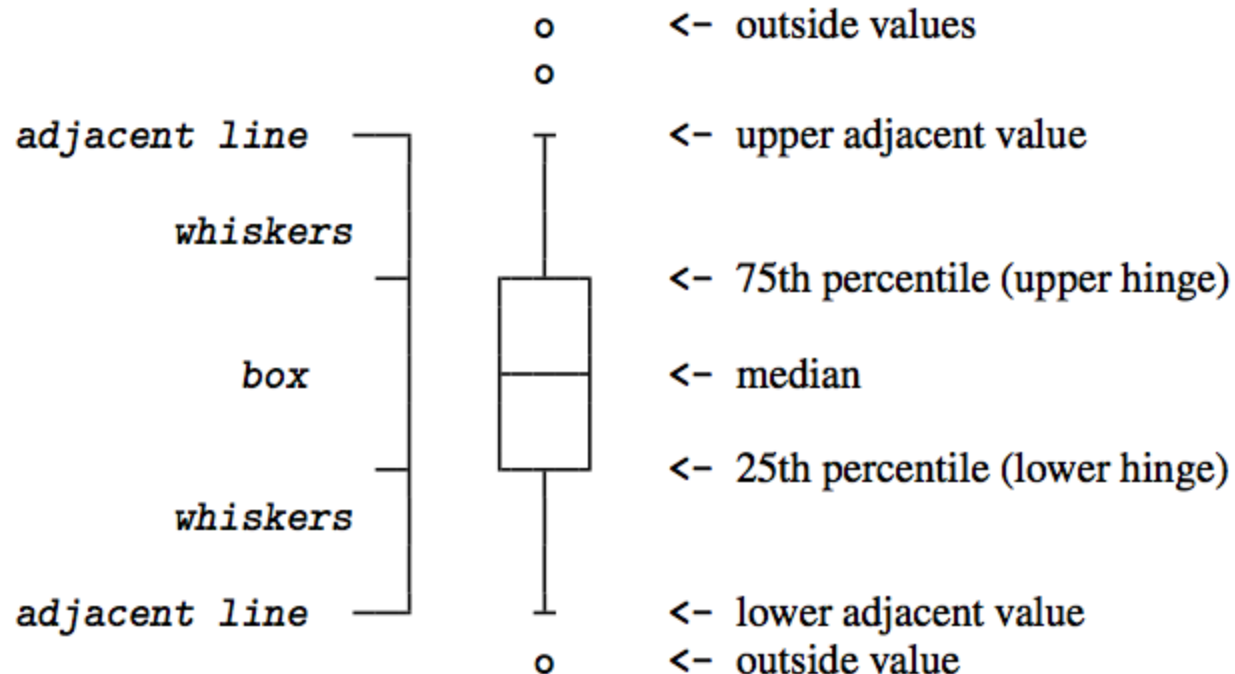 o <- outside values
o
adjacent line <- upper adjacent value
whiskers
<- 75th percentile (upper hinge)
box <- median
<- 25th percentile (lower hinge)
whiskers
adjacent line <- lower adjacent value
o <- outside value